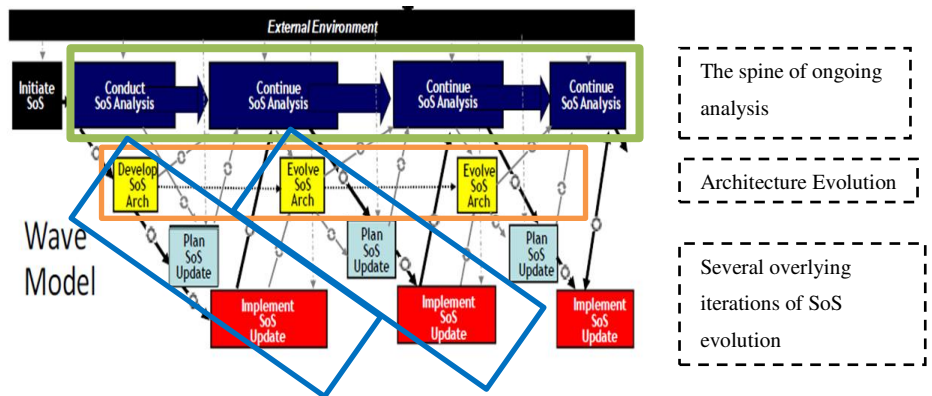 External Environment
Initiate
SoS
Conduct
SoS Analysis
Continue
SoS Analysis
Continue
SoS Analysis
Continue
SoS Analysis
The spine of ongoing
analysis
Develop
SoS
Arch
Evolve
SoS
Arch
Evolve
SoS
Arch
Architecture Evolution
Wave
Model
Plan
SoS
Update
Plan
SoS
Update
Plan
SoS
Update
Implement
SoS
Update
Implement
SoS
Update
Implement
SoS
Update
Several overlying
iterations of SoS
evolution